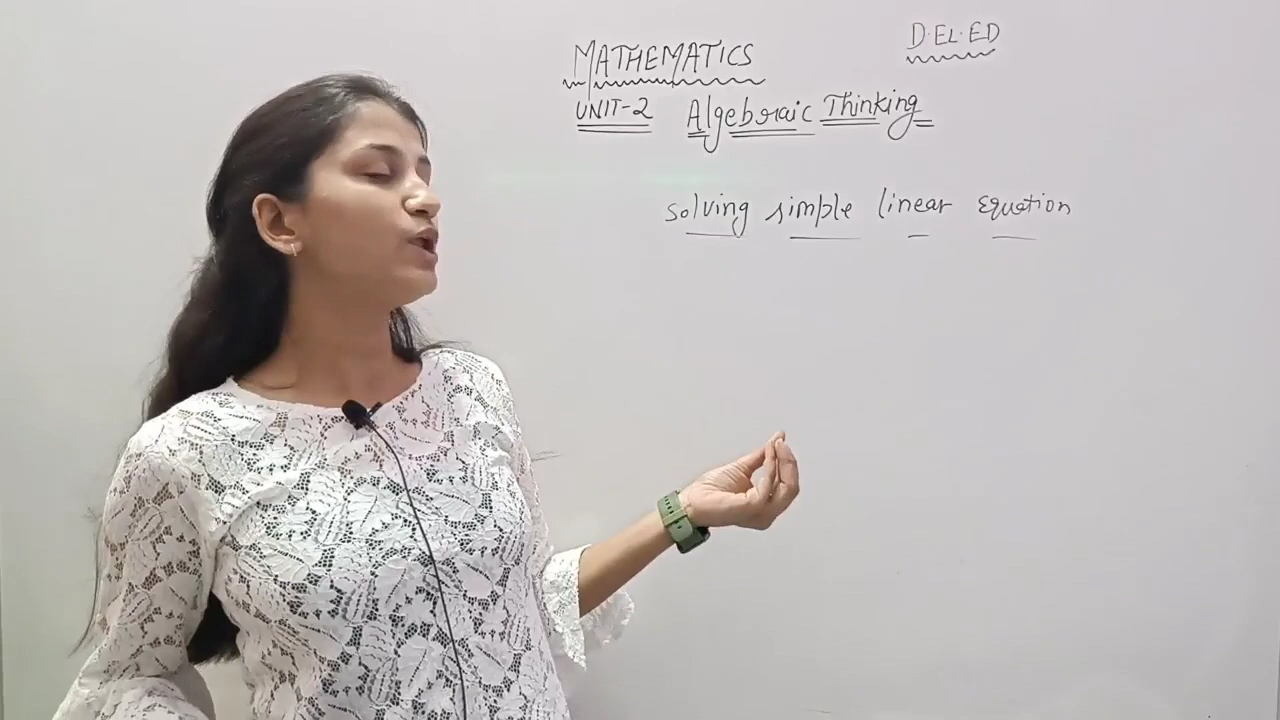 MATHEMATICS
D.EL.ED
UNIT-2 Algebraic Thinking
solving simple linear equation